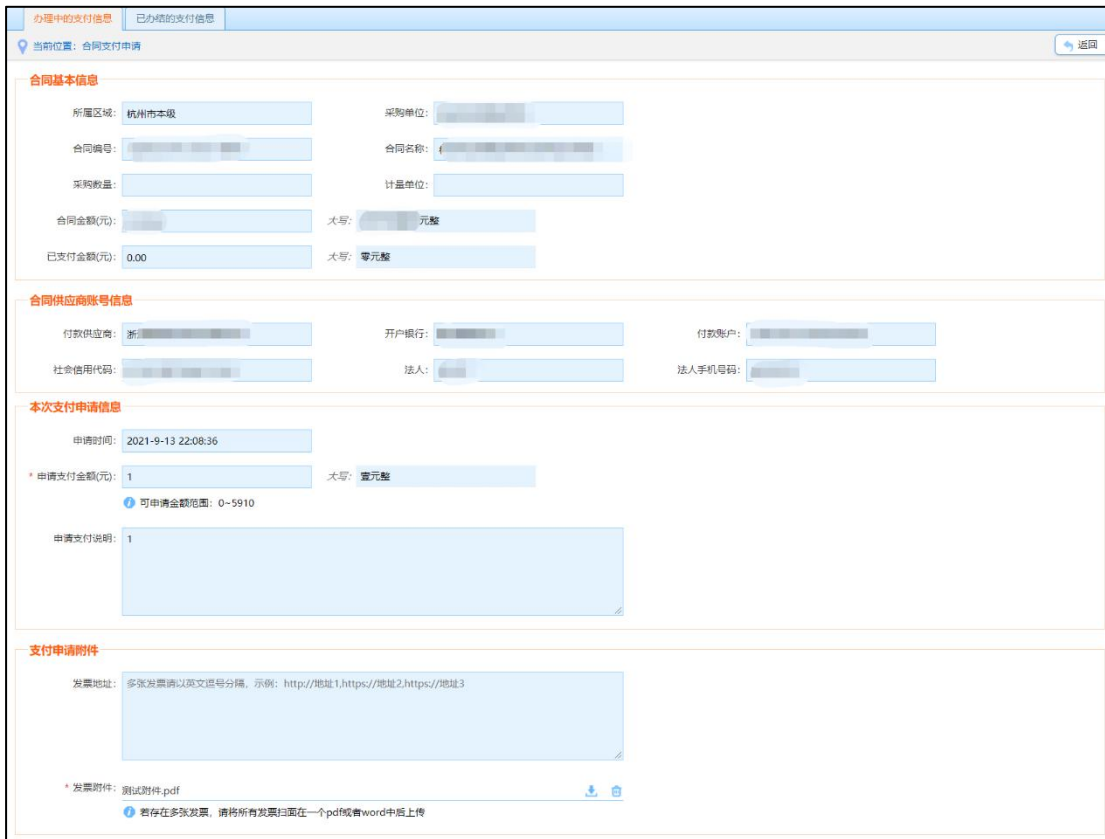 办理中的支付信息 已办结的支付信息
当前位置：合同支付申请 返回
合同基本信息
所属区域: 杭州市本级 采购单位:
合同编号: 合同名称:
采购数量: 计量单位:
合同金额(元): 大写: 元整
已支付金额(元): 0.00 大写: 零元整
合同供应商账号信息
付款供应商: 浙 开户银行: 付款账户:
社会信用代码: 法人: 法人手机号码:
本次支付申请信息
申请时间: 2021-9-13 22:08:36
* 申请支付金额(元): 1 大写: 壹元整
可申请金额范围：0~5910
申请支付说明: 1
支付申请附件
发票地址: 多张发票请以英文逗号分隔，示例：http://地址1,https://地址2,https://地址3
* 发票附件: 测试附件.pdf
若存在多张发票，请将所有发票扫面在一个pdf或者word中后上传